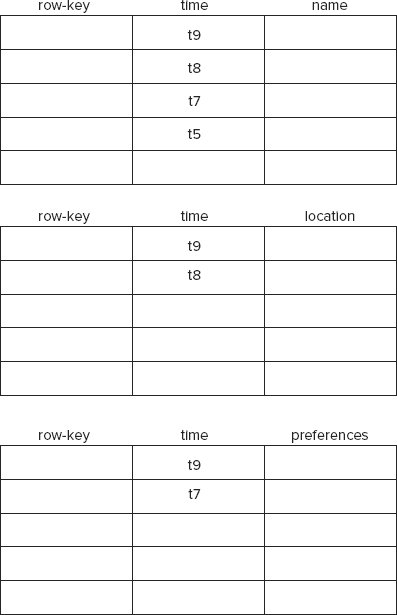 row-key time name
t9
t8
t7
t5
row-key time location
t9
t8
row-key time preferences
t9
t7